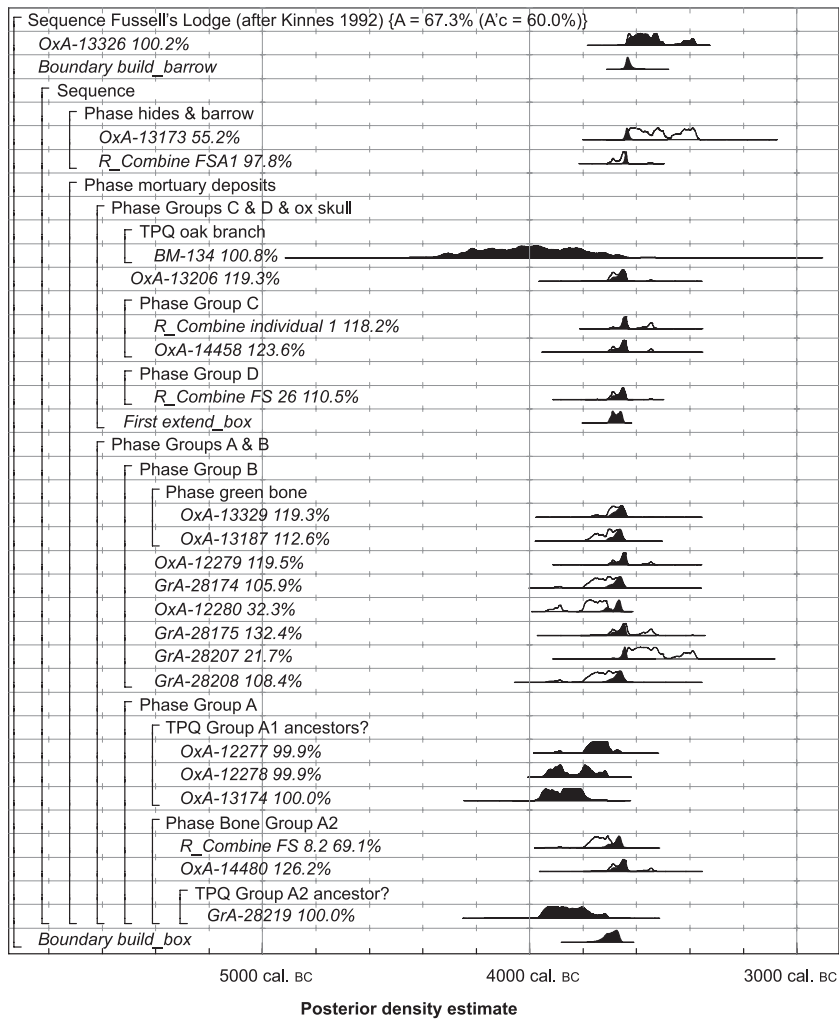 Sequence Fussell's Lodge (after Kinnes 1992) {A = 67.3% (A'c = 60.0%)}
OxA-13326 100.2%
Boundary build_barrow
Sequence
Phase hides & barrow
OxA-13173 55.2%
R_Combine FSA1 97.8%
Phase mortuary deposits
Phase Groups C & D & ox skull
TPQ oak branch
BM-134 100.8%
OxA-13206 119.3%
Phase Group C
R_Combine individual 1 118.2%
OxA-14458 123.6%
Phase Group D
R_Combine FS 26 110.5%
First extend_box
Phase Groups A & B
Phase Group B
Phase green bone
OxA-13329 119.3%
OxA-13187 112.6%
OxA-12279 119.5%
GrA-28174 105.9%
OxA-12280 32.3%
GrA-28175 132.4%
GrA-28207 21.7%
GrA-28208 108.4%
Phase Group A
TPQ Group A1 ancestors?
OxA-12277 99.9%
OxA-12278 99.9%
OxA-13174 100.0%
Phase Bone Group A2
R_Combine FS 8.2 69.1%
OxA-14480 126.2%
TPQ Group A2 ancestor?
GrA-28219 100.0%
Boundary build_box
5000 cal. BC 4000 cal. BC 3000 cal. BC
Posterior density estimate